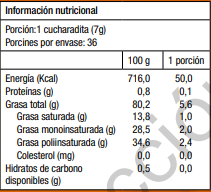 Información nutricional
Porción:1 cucharadita (7g)
Porcines por envase: 36
100 g 1 porción
Energía (Kcal) 716,0 50,0
Proteínas (g) 0,8 0,1
Grasa total (g) 80,2 5,6
Grasa saturada (g) 13,8 1,0
Grasa monoinsaturada (g) 28,5 2,0
Grasa poliinsaturada (g) 34,6 2,4
Colesterol (mg) 0,0 0,0
Hidratos de carbono 0,5 0,0
disponibles (g)